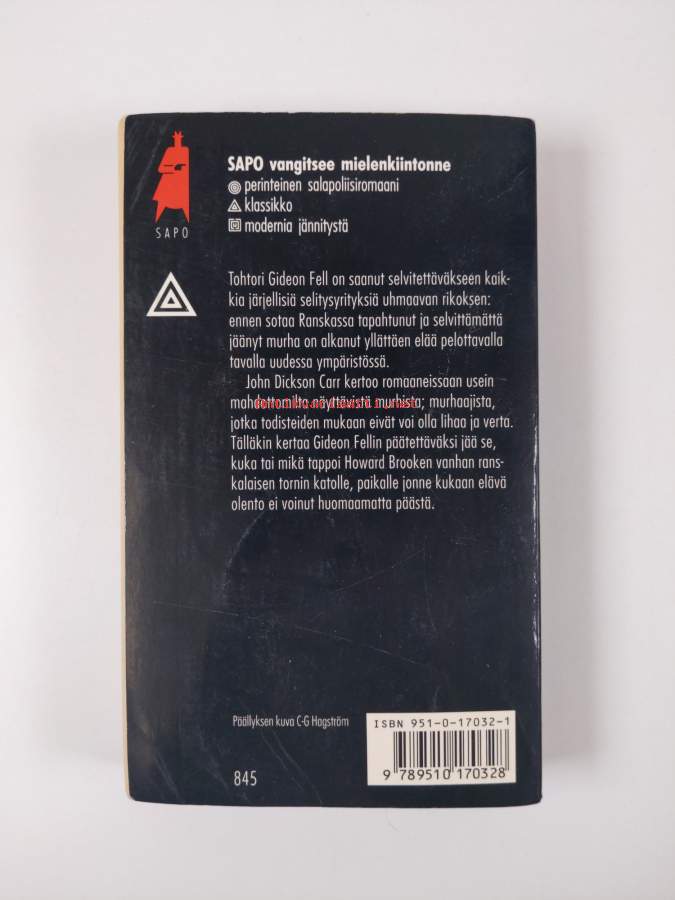 SAPO vangitsee mielenkiintonne
perinteinen salapoliisiromaani
klassikko
modernia jännitystä
SAPO
Tohtori Gideon Fell on saanut selvitettäväkseen kaik-
kia järjellisiä selitysyrityksiä uhmaavan rikoksen:
ennen sotaa Ranskassa tapahtunut ja selvittämättä
jäänyt murha on alkanut yllättäen elää pelottavalla
tavalla uudessa ympäristössä.
John Dickson Carr kertoo romaaneissaan usein
mahdottomilta näyttävistä murhista; murhaajista,
jotka todisteiden mukaan eivät voi olla lihaa ja verta.
Tälläkin kertaa Gideon Fellin päätettäväksi jää se,
kuka tai mikä tappoi Howard Brooken vanhan rans-
kalaisen tornin katolle, paikalle jonne kukaan elävä
olento ei voinut huomaamatta päästä.
Päällyksen kuva C-G Hagström
ISBN 951-0-17032-1
9 789510 170328
845